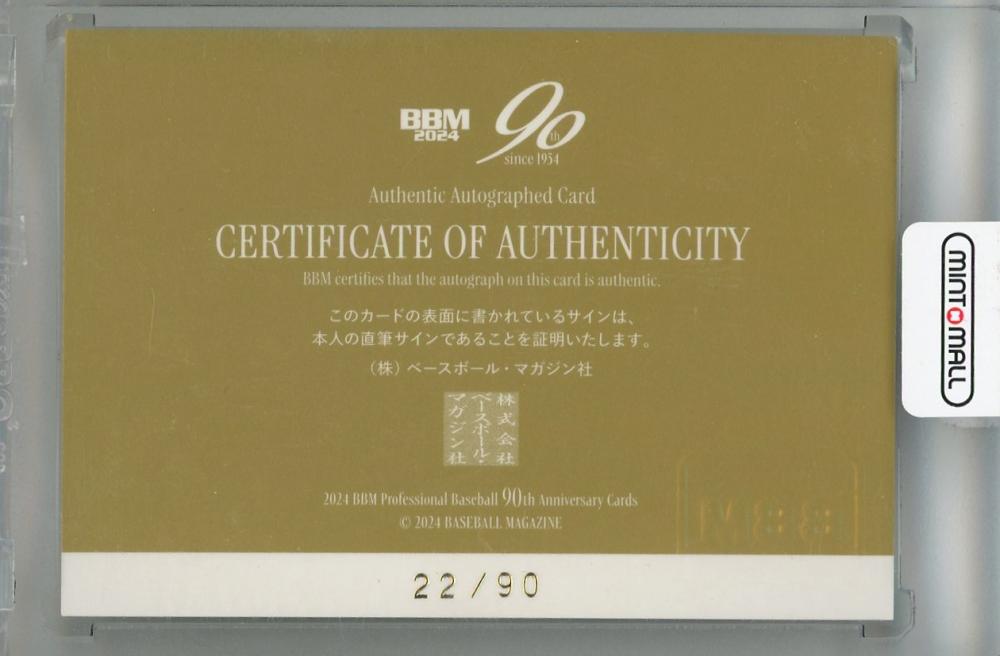 BBM
2024
90th
since 1934
Authentic Autographed Card
CERTIFICATE OF AUTHENTICITY
BBM certifies that the autograph on this card is authentic.
このカードの表面に書かれているサインは、
本人の直筆サインであることを証明いたします。
（株）ベースボール・マガジン社
株式会社
ベースボール・
マガジン社
2024 BBM Professional Baseball 90th Anniversary Cards
© 2024 BASEBALL MAGAZINE
BBM
22/90
MINT MALL